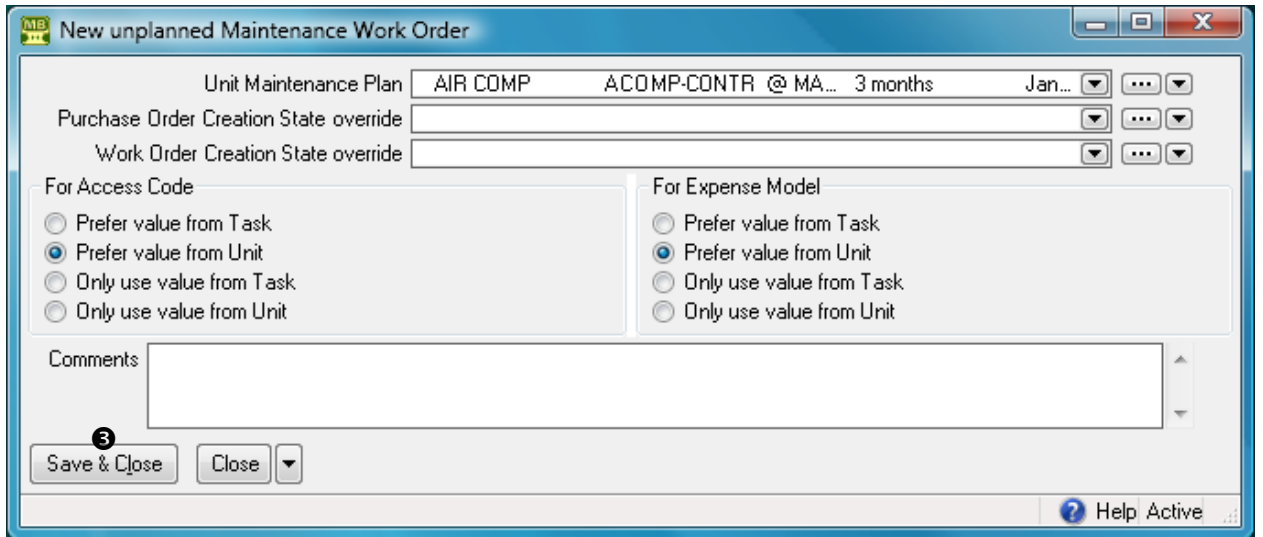 MB New unplanned Maintenance Work Order
Unit Maintenance Plan AIR COMP ACOMP-CONTR @ MA... 3 months Jan...
Purchase Order Creation State override
Work Order Creation State override
For Access Code
Prefer value from Task
Prefer value from Unit
Only use value from Task
Only use value from Unit
For Expense Model
Prefer value from Task
Prefer value from Unit
Only use value from Task
Only use value from Unit
Comments
❸
Save & Close Close
Help Active